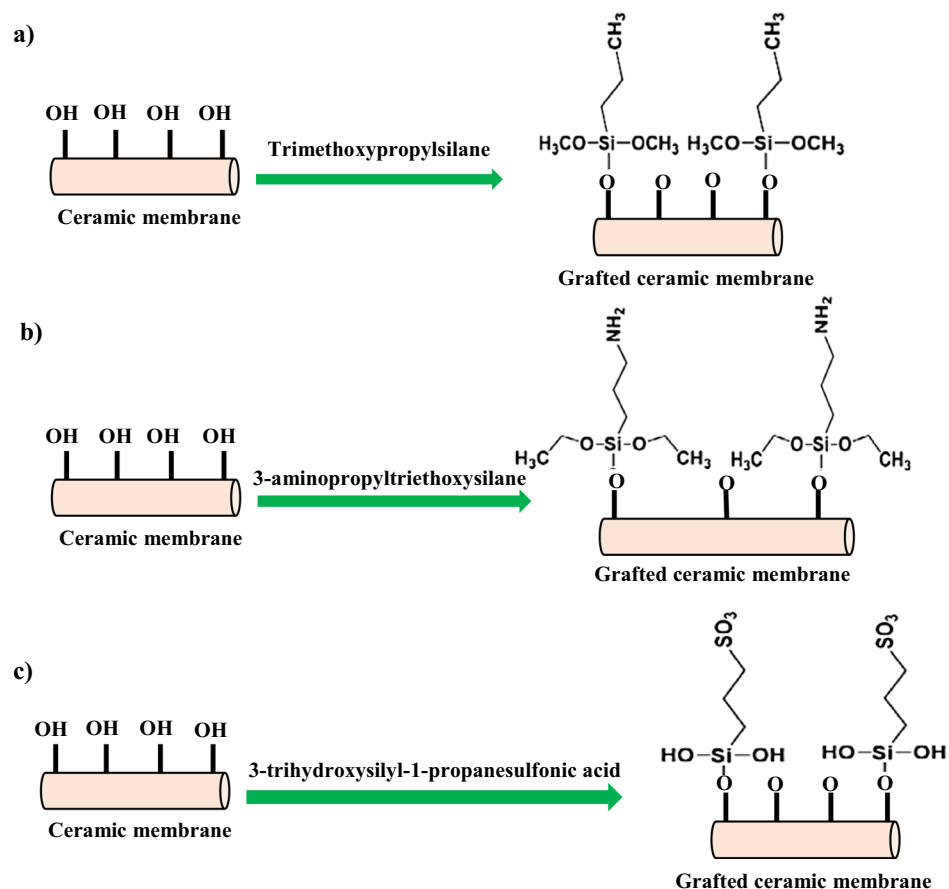 a)
OH OH OH OH
Trimethoxypropylsilane
Ceramic membrane
CH3 CH3
H3CO-Si-OCH3 H3CO-Si-OCH3
O O O O
Grafted ceramic membrane
b)
OH OH OH OH
3-aminopropyltriethoxysilane
Ceramic membrane
NH2 NH2
O-Si-O O-Si-O
H3C CH3 H3C CH3
O O O
Grafted ceramic membrane
c)
OH OH OH OH
3-trihydroxysilyl-1-propanesulfonic acid
Ceramic membrane
SO3 SO3
HO-Si-OH HO-Si-OH
O O O O
Grafted ceramic membrane